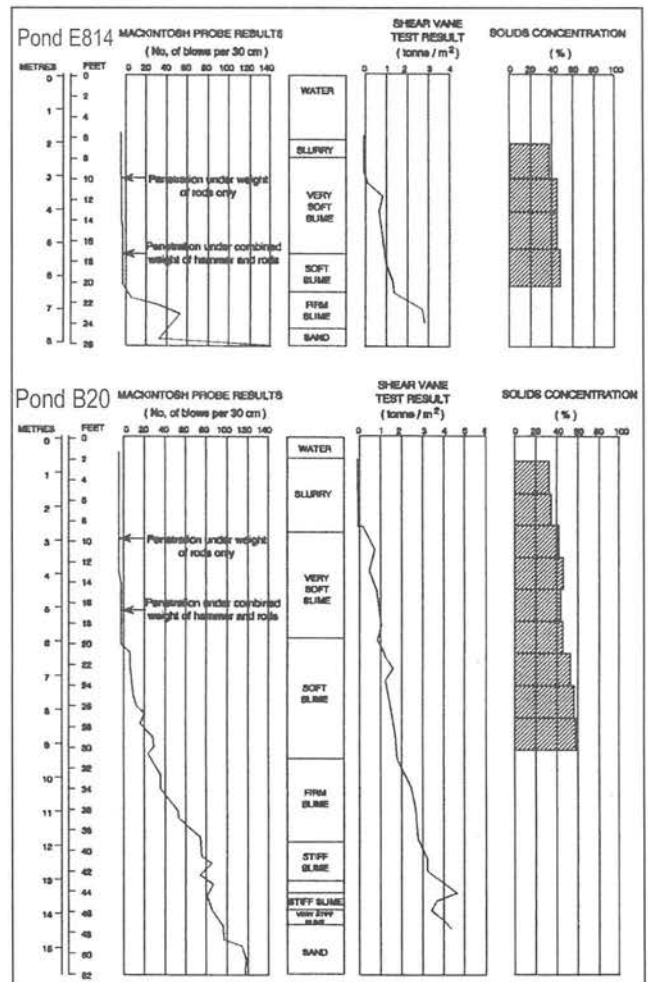 Pond E814
MACKINTOSH PROBE RESULTS
( No. of blows per 30 cm )
SHEAR VANE
TEST RESULT
( tonne / m² )
SOLIDS CONCENTRATION
( % )
METRES FEET
0 20 40 60 80 100 120 140
0 1 2 3 4
0 20 40 60 80 100
0 1 2 3 4 5 6 7 8
0 2 4 6 8 10 12 14 16 18 20 22 24 26
WATER
SLURRY
Penetration under weight
of rods only
VERY
SOFT
SLIME
Penetration under combined
weight of hammer and rods
SOFT
SLIME
FIRM
SLIME
SAND
Pond B20
MACKINTOSH PROBE RESULTS
( No. of blows per 30 cm )
SHEAR VANE
TEST RESULT
( tonne / m² )
SOLIDS CONCENTRATION
( % )
METRES FEET
0 20 40 60 80 100 120 140
0 1 2 3 4 5 6
0 20 40 60 80 100
0 1 2 3 4 5 6 8 9 10 11 12 13 14 15
0 2 4 6 8 10 12 14 16 18 20 22 24 26 28 30 32 34 36 38 40 42 44 46 48 50 52
WATER
SLURRY
Penetration under weight
of rods only
VERY
SOFT
SLIME
Penetration under combined
weight of hammer and rods
SOFT
SLIME
FIRM
SLIME
STIFF
SLIME
STIFF SLIME
VERY STIFF
SLIME
SAND